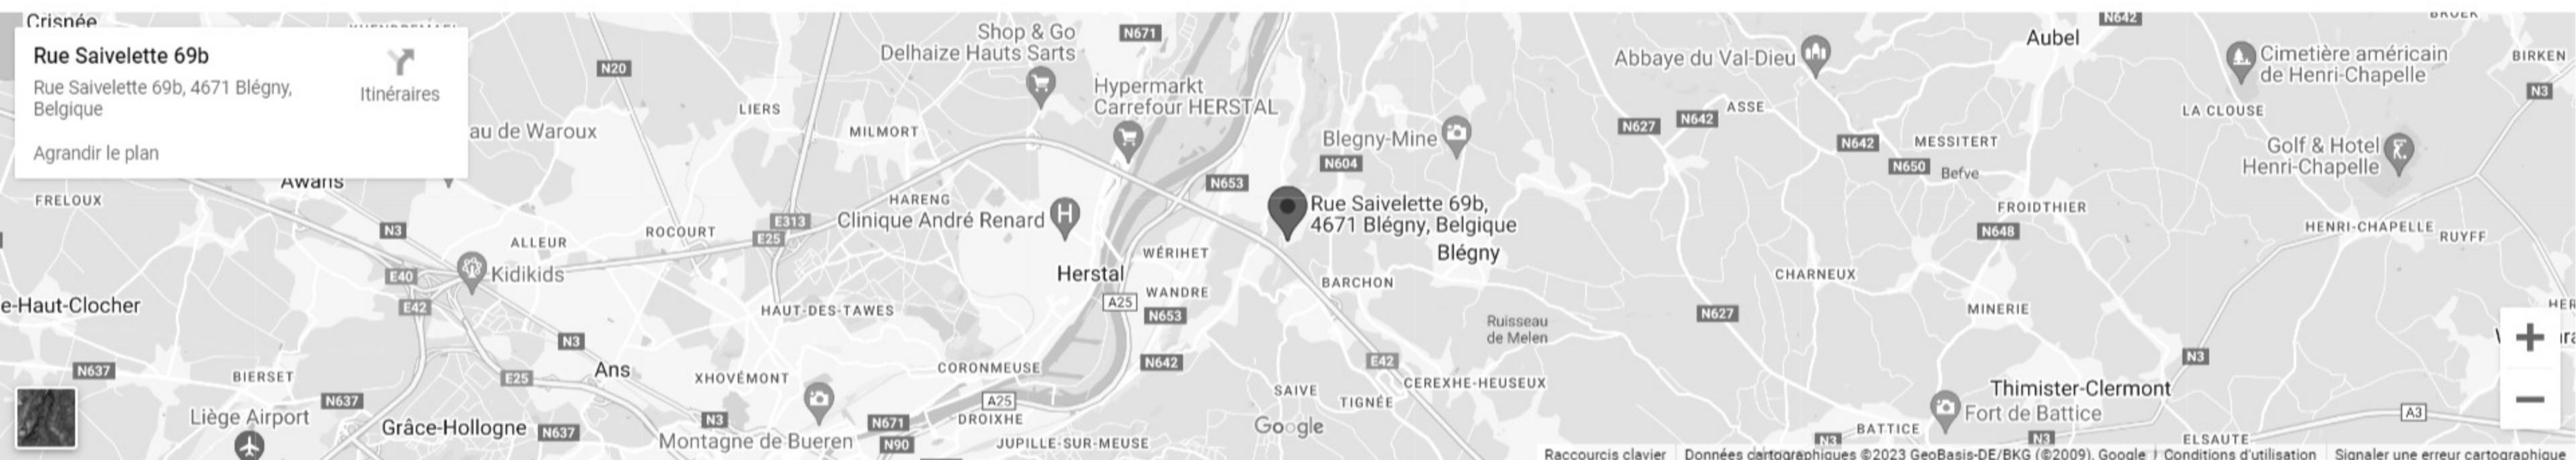 Crisnée
Rue Saivelette 69b
Rue Saivelette 69b, 4671 Blégny,
Belgique
Itinéraires
Agrandir le plan
au de Waroux
Awans
FRELOUX
N20
LIERS
MILMORT
Shop & Go
Delhaize Hauts Sarts
N671
Hypermarkt
Carrefour HERSTAL
Abbaye du Val-Dieu
N642
Aubel
BRUEK
Cimetière américain
de Henri-Chapelle
BIRKEN
N3
LA CLOUSE
ASSE
N627
N642
N642
MESSITERT
N650
Befve
Golf & Hotel
Henri-Chapelle
Blegny-Mine
N604
N653
HARENG
Clinique André Renard
Rue Saivelette 69b,
4671 Blégny, Belgique
Blégny
FROIDTHIER
N648
HENRI-CHAPELLE
RUYFF
N3
ALLEUR
ROCOURT
E313
E25
E40
Kidikids
E42
e-Haut-Clocher
Herstal
WÉRIHET
A25
WANDRE
N653
BARCHON
CHARNEUX
MINERIE
HER
HAUT-DES-TAWES
N3
Ruisseau
de Melen
N627
N637
BIERSET
E25
Ans
XHOVÉMONT
CORONMEUSE
N642
E42
CEREXHE-HEUSEUX
N3
SAIVE
TIGNÉE
Thimister-Clermont
Liège Airport
N637
Grâce-Hollogne
N637
N3
Montagne de Bueren
N671
N90
A25
DROIXHE
JUPILLE-SUR-MEUSE
Google
BATTICE
Fort de Battice
A3
N3
N3
ELSAUTE
Raccourcis clavier
Données cartographiques ©2023 GeoBasis-DE/BKG (©2009), Google
Conditions d'utilisation
Signaler une erreur cartographique